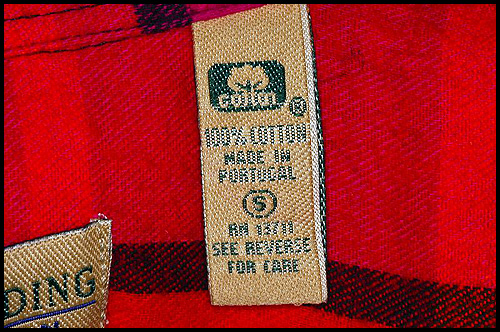 COTTON ®
100% COTTON
MADE IN
PORTUGAL
S
RN 13711
SEE REVERSE
FOR CARE
DING